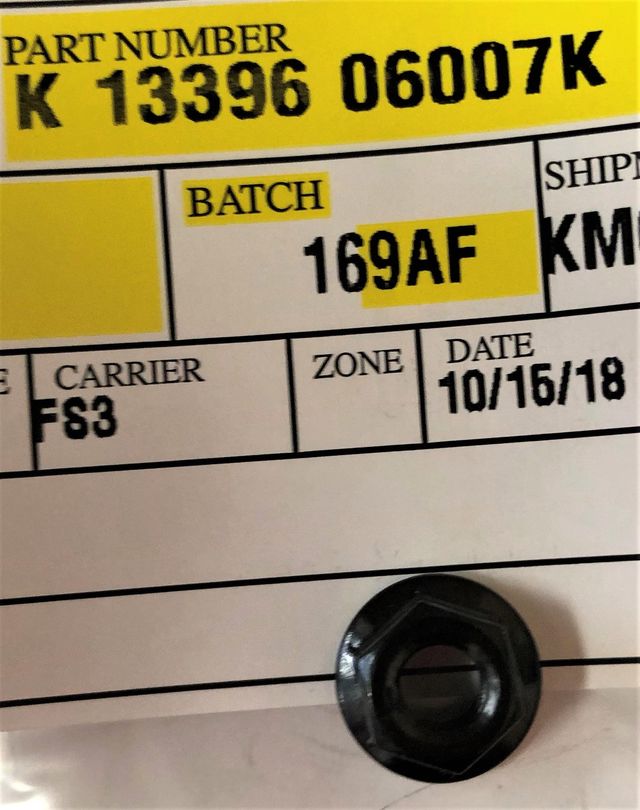 PART NUMBER
K 13396 06007K
BATCH
169AF
SHIPM
KM
CARRIER
FS3
ZONE
DATE
10/15/18